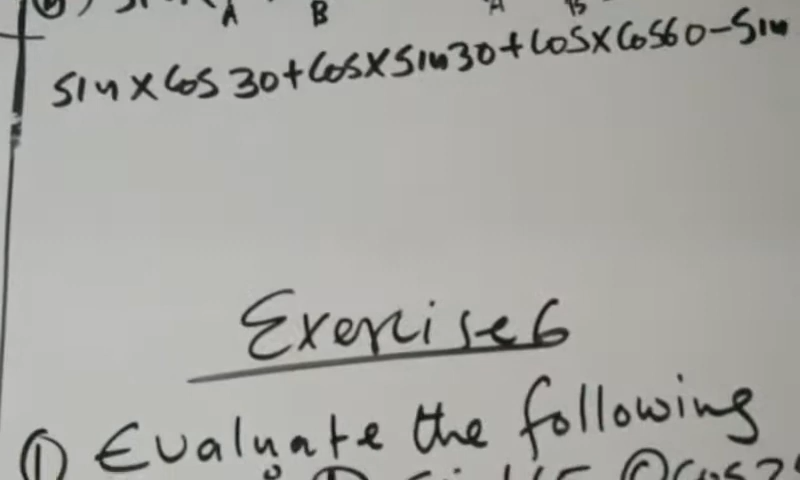 A B A B
sin x cos 30 + cos x sin 30 + cos x cos 60 - sin
Exercise 6
① Evaluate the following